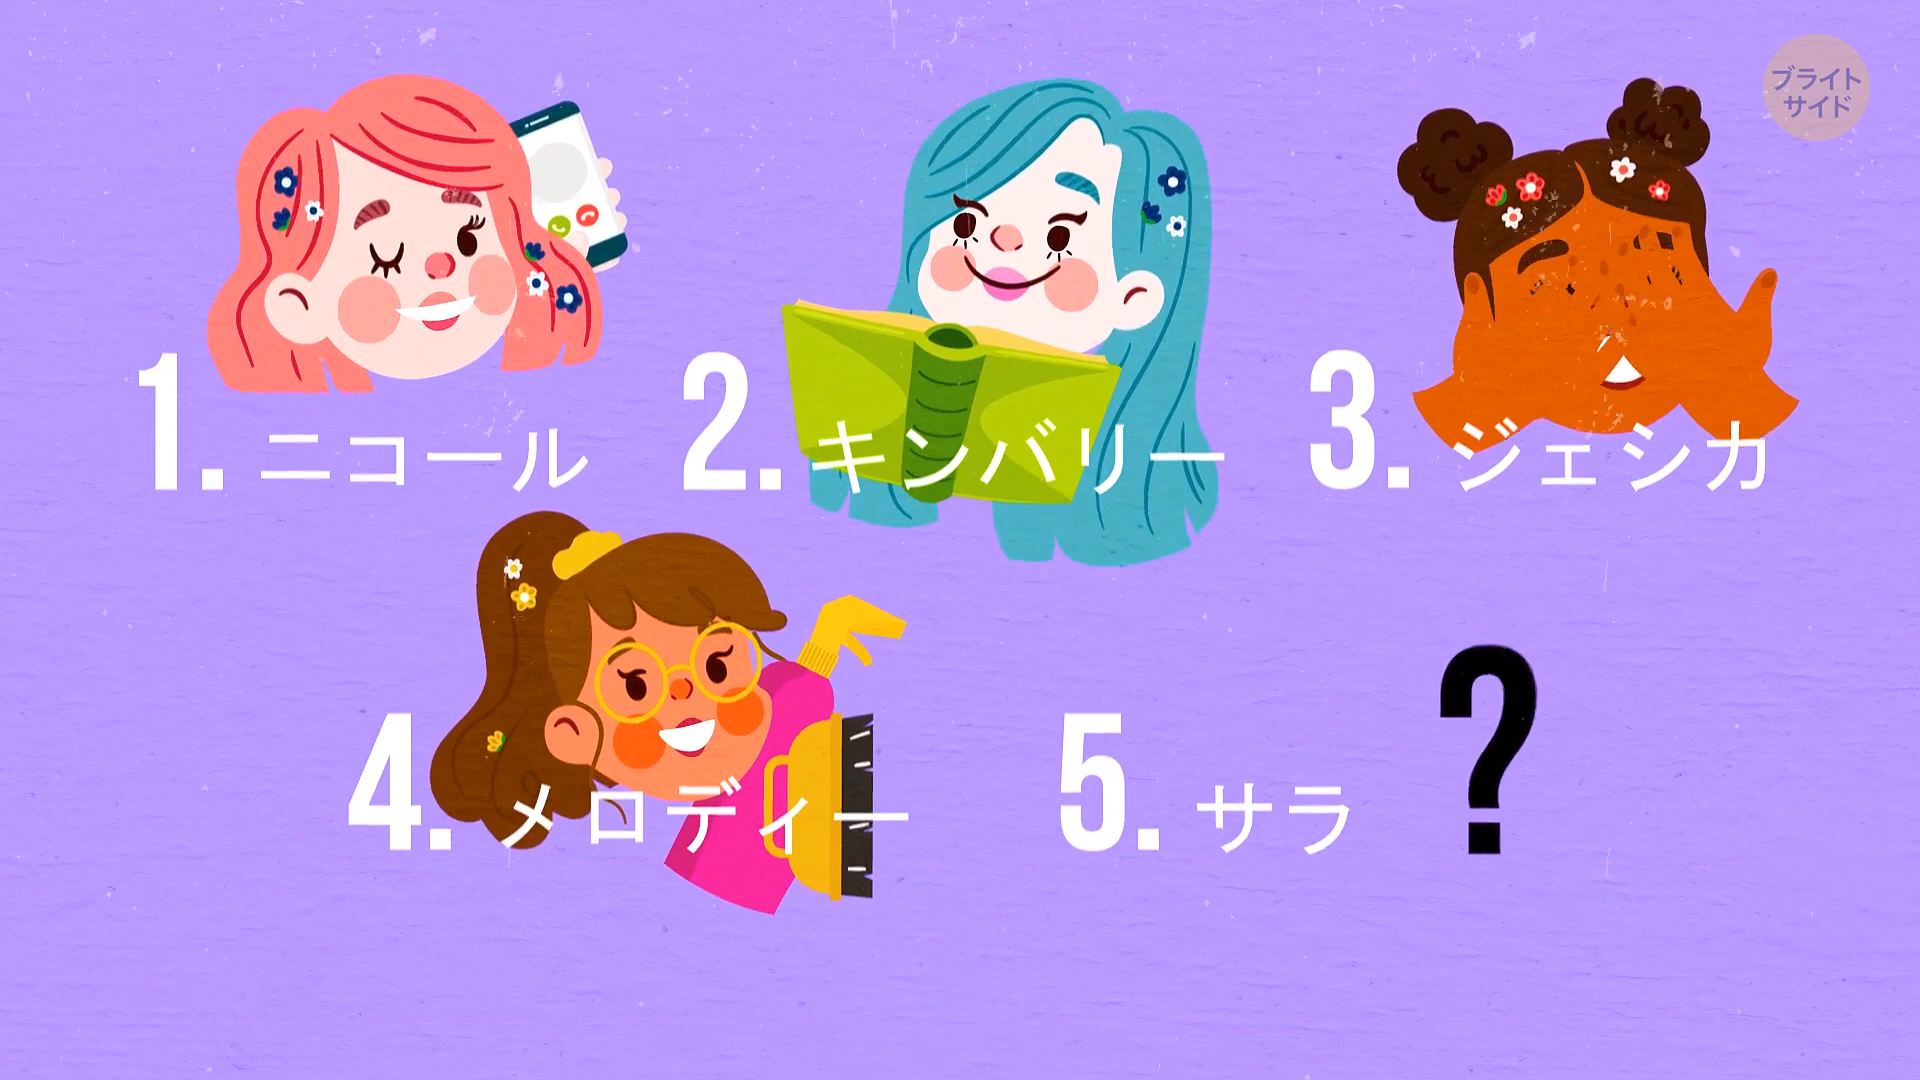 ブライト
サイド
1. ニコール
2. キンバリー
3. ジェシカ
4. メロディー
5. サラ ?